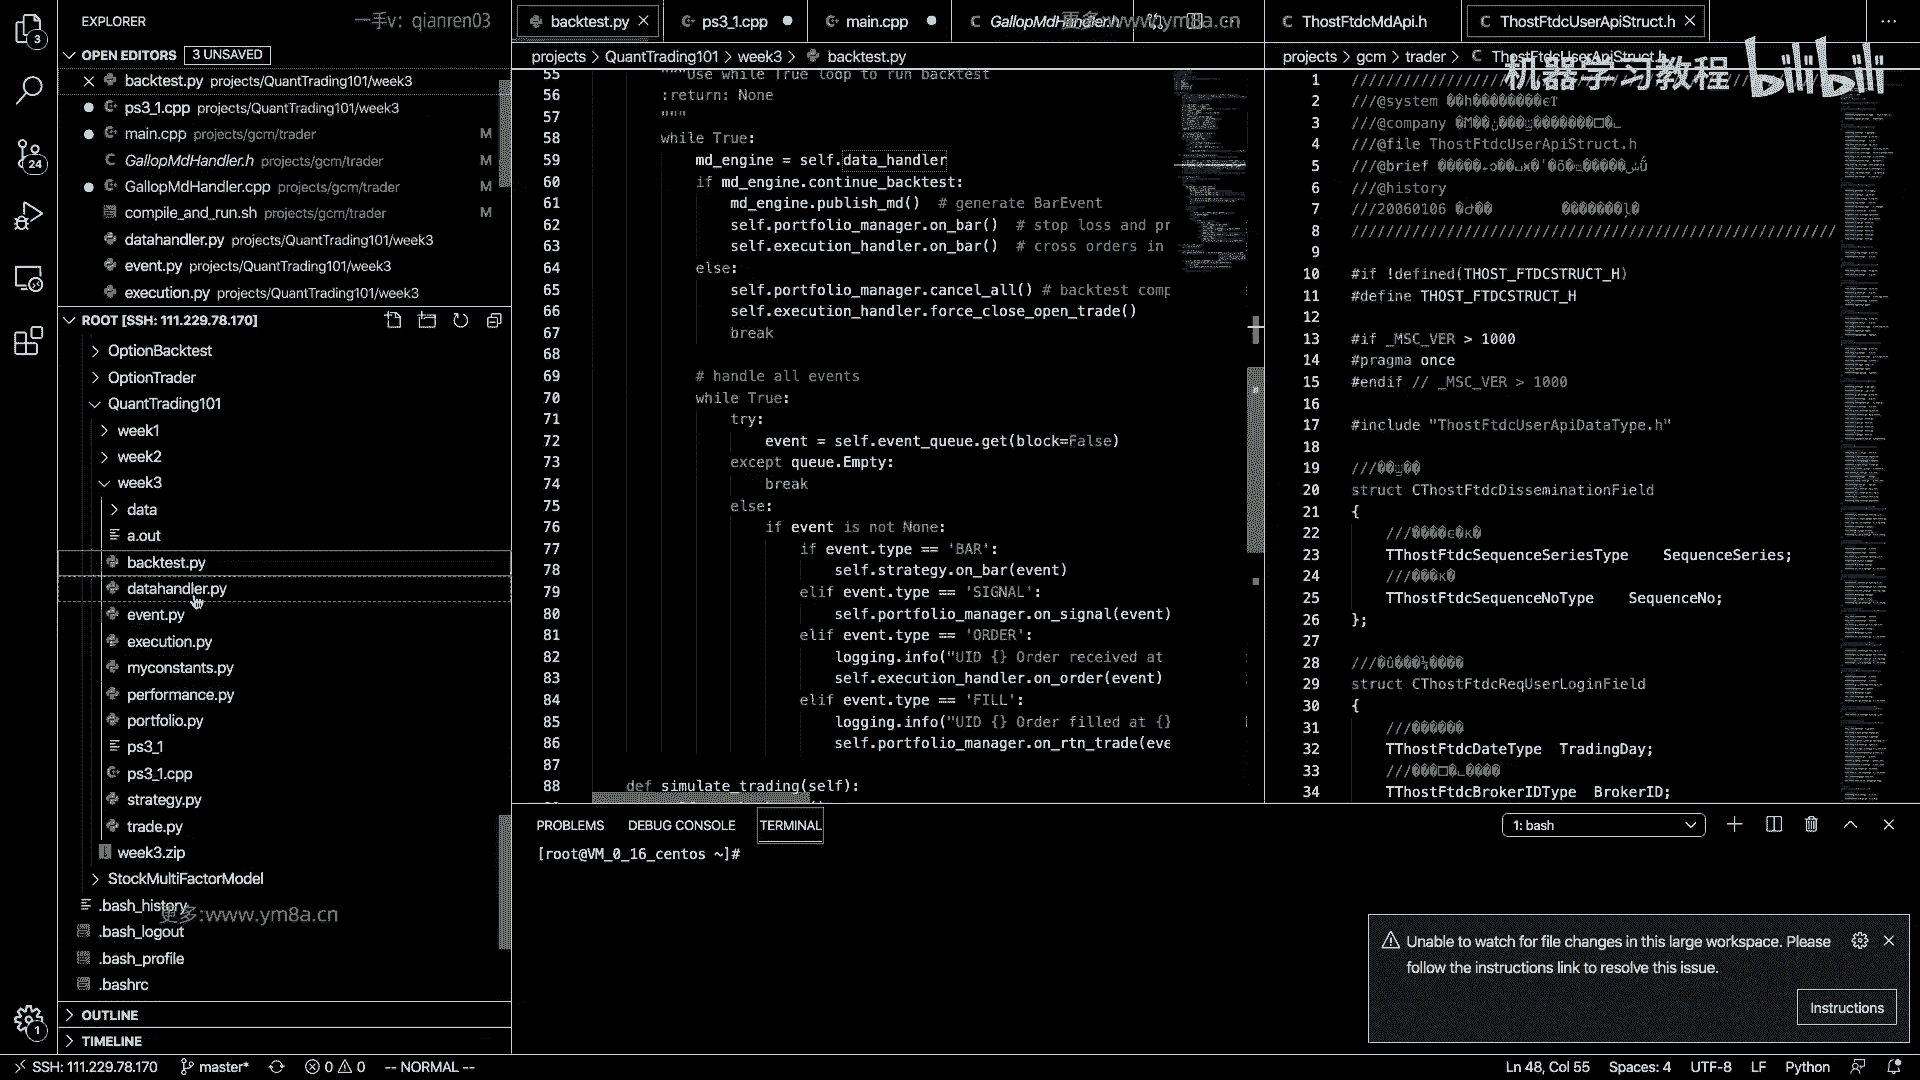 EXPLORER
一手v: qianren03
OPEN EDITORS 3 UNSAVED
backtest.py projects/QuantTrading101/week3
ps3_1.cpp projects/QuantTrading101/week3
main.cpp projects/gcm/trader M
GallopMdHandler.h projects/gcm/trader M
GallopMdHandler.cpp projects/gcm/trader M
compile_and_run.sh projects/gcm/trader M
datahandler.py projects/QuantTrading101/week3
event.py projects/QuantTrading101/week3
execution.py projects/QuantTrading101/week3
ROOT [SSH: 111.229.78.170]
OptionBacktest
OptionTrader
QuantTrading101
week1
week2
week3
data
a.out
backtest.py
datahandler.py
event.py
execution.py
myconstants.py
performance.py
portfolio.py
ps3_1
ps3_1.cpp
strategy.py
trade.py
week3.zip
StockMultiFactorModel
.bash_history
更多:www.ym8a.cn
.bash_logout
.bash_profile
.bashrc
OUTLINE
TIMELINE
3
24
1
backtest.py
ps3_1.cpp
main.cpp
GallopMdHandler.h
更多:www.ym8a.cn
projects > QuantTrading101 > week3 > backtest.py
55 """Use while True loop to run backtest
56 :return: None
57 """
58 while True:
59 md_engine = self.data_handler
60 if md_engine.continue_backtest:
61 md_engine.publish_md() # generate BarEvent
62 self.portfolio_manager.on_bar() # stop loss and pr
63 self.execution_handler.on_bar() # cross orders in
64 else:
65 self.portfolio_manager.cancel_all() # backtest comp
66 self.execution_handler.force_close_open_trade()
67 break
68
69 # handle all events
70 while True:
71 try:
72 event = self.event_queue.get(block=False)
73 except queue.Empty:
74 break
75 else:
76 if event is not None:
77 if event.type == 'BAR':
78 self.strategy.on_bar(event)
79 elif event.type == 'SIGNAL':
80 self.portfolio_manager.on_signal(event)
81 elif event.type == 'ORDER':
82 logging.info("UID {} Order received at
83 self.execution_handler.on_order(event)
84 elif event.type == 'FILL':
85 logging.info("UID {} Order filled at {}
86 self.portfolio_manager.on_rtn_trade(eve
87
88 def simulate_trading(self):
ThostFtdcMdApi.h
ThostFtdcUserApiStruct.h
projects > gcm > trader > ThostFtdcUserApiStruct.h
机器学习教程 bilibili
1
2 ///@system
3 ///@company
4 ///@file ThostFtdcUserApiStruct.h
5 ///@brief
6 ///@history
7 ///20060106
8
9
10 #if !defined(THOST_FTDCSTRUCT_H)
11 #define THOST_FTDCSTRUCT_H
12
13 #if _MSC_VER > 1000
14 #pragma once
15 #endif // _MSC_VER > 1000
16
17 #include "ThostFtdcUserApiDataType.h"
18
19 ///
20 struct CThostFtdcDisseminationField
21 {
22 ///
23 TThostFtdcSequenceSeriesType SequenceSeries;
24 ///
25 TThostFtdcSequenceNoType SequenceNo;
26 };
27
28 ///
29 struct CThostFtdcReqUserLoginField
30 {
31 ///
32 TThostFtdcDateType TradingDay;
33 ///
34 TThostFtdcBrokerIDType BrokerID;
PROBLEMS DEBUG CONSOLE TERMINAL
1: bash
[root@VM_0_16_centos ~]#
Unable to watch for file changes in this large workspace. Please
follow the instructions link to resolve this issue.
Instructions
SSH: 111.229.78.170 master* 0 0 -- NORMAL --
Ln 48, Col 55 Spaces: 4 UTF-8 LF Python